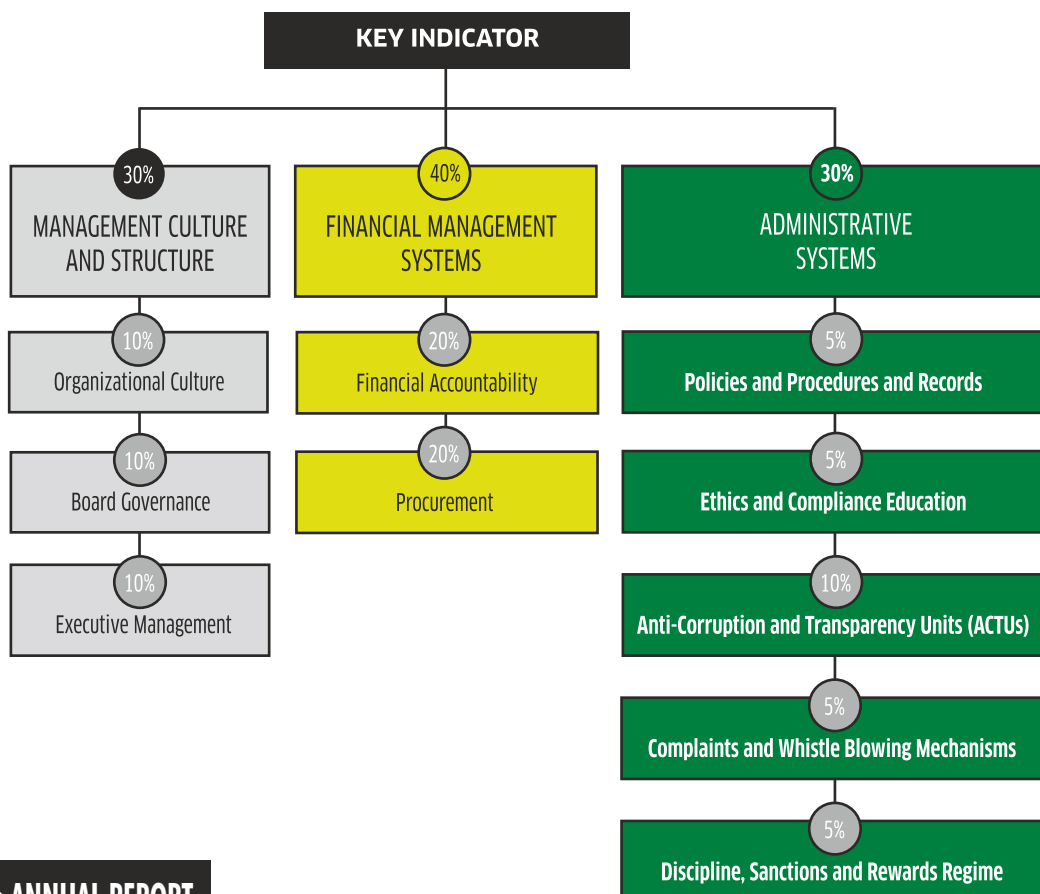 KEY INDICATOR
30%
MANAGEMENT CULTURE
AND STRUCTURE
10%
Organizational Culture
10%
Board Governance
10%
Executive Management
40%
FINANCIAL MANAGEMENT
SYSTEMS
20%
Financial Accountability
20%
Procurement
30%
ADMINISTRATIVE
SYSTEMS
5%
Policies and Procedures and Records
5%
Ethics and Compliance Education
10%
Anti-Corruption and Transparency Units (ACTUs)
5%
Complaints and Whistle Blowing Mechanisms
5%
Discipline, Sanctions and Rewards Regime
ANNUAL REPORT